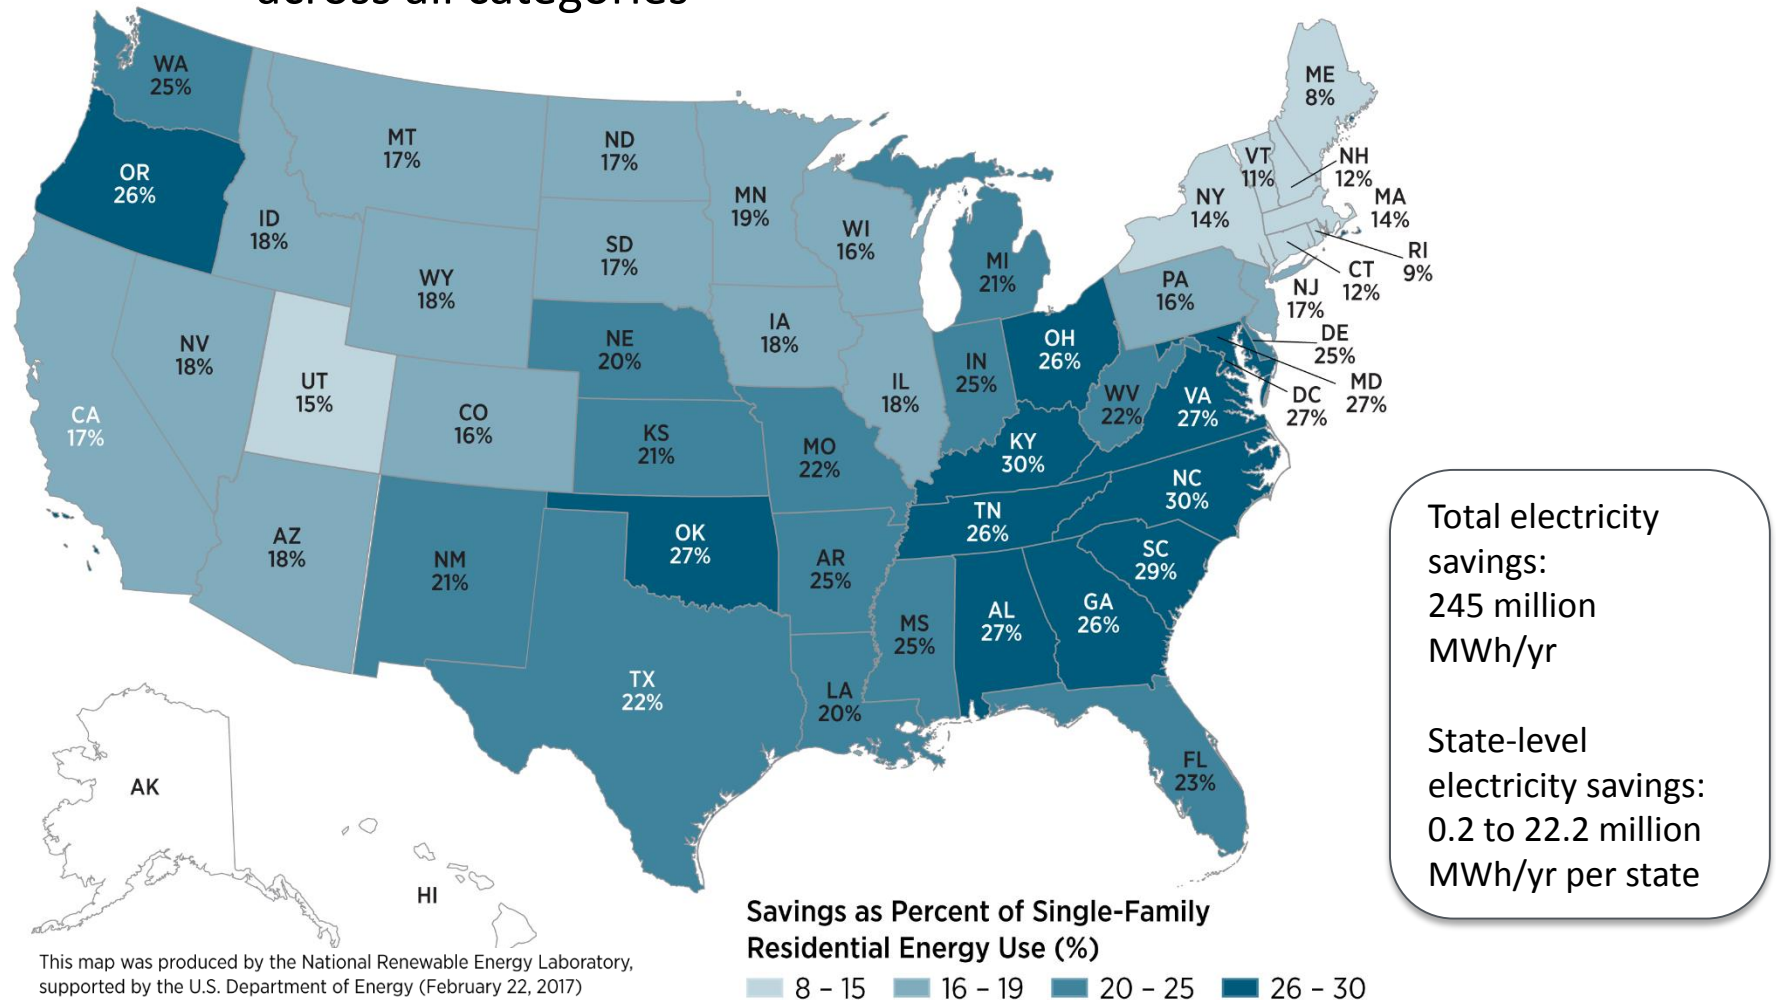 across all categories
WA
25%
OR
26%
MT
17%
ND
17%
MN
19%
ID
18%
WY
18%
SD
17%
WI
16%
MI
21%
ME
8%
VT
11%
NH
12%
NY
14%
MA
14%
RI
9%
CT
12%
PA
16%
NJ
17%
DE
25%
MD
27%
DC
27%
CA
17%
NV
18%
UT
15%
CO
16%
NE
20%
IA
18%
IL
18%
IN
25%
OH
26%
WV
22%
VA
27%
KS
21%
MO
22%
KY
30%
NC
30%
TN
26%
SC
29%
AZ
18%
NM
21%
OK
27%
AR
25%
MS
25%
AL
27%
GA
26%
TX
22%
LA
20%
FL
23%
AK
HI
Total electricity
savings:
245 million
MWh/yr
State-level
electricity savings:
0.2 to 22.2 million
MWh/yr per state
Savings as Percent of Single-Family
Residential Energy Use (%)
8 – 15
16 – 19
20 – 25
26 – 30
This map was produced by the National Renewable Energy Laboratory,
supported by the U.S. Department of Energy (February 22, 2017)